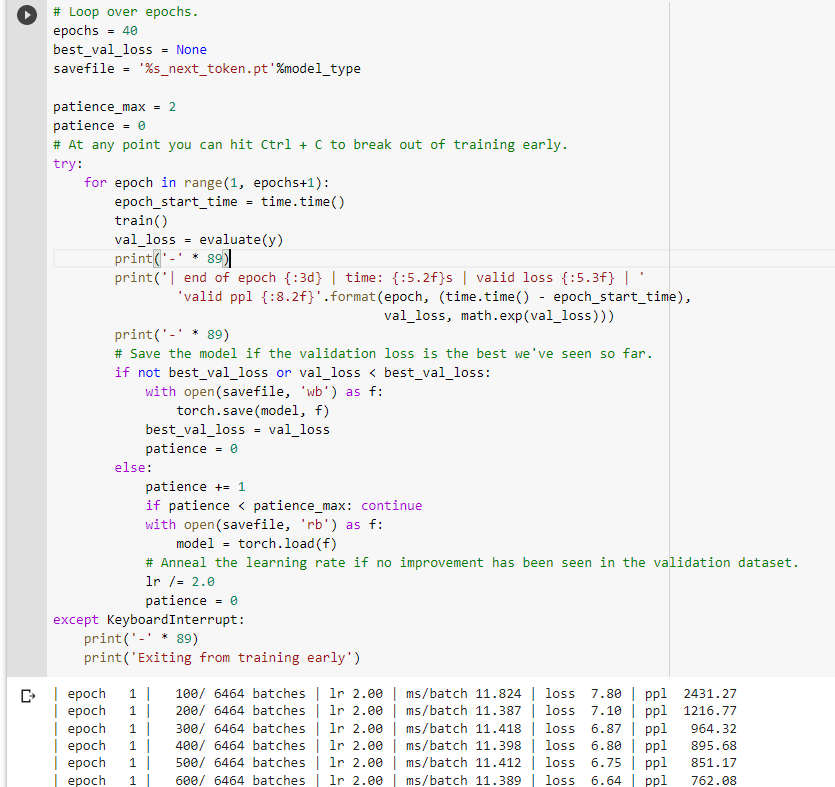 # Loop over epochs.
epochs = 40
best_val_loss = None
savefile = '%s_next_token.pt'%model_type
patience_max = 2
patience = 0
# At any point you can hit Ctrl + C to break out of training early.
try:
    for epoch in range(1, epochs+1):
        epoch_start_time = time.time()
        train()
        val_loss = evaluate(y)
        print('-' * 89)
        print('| end of epoch {:3d} | time: {:5.2f}s | valid loss {:5.3f} | '
                'valid ppl {:8.2f}'.format(epoch, (time.time() - epoch_start_time),
                                           val_loss, math.exp(val_loss)))
        print('-' * 89)
        # Save the model if the validation loss is the best we've seen so far.
        if not best_val_loss or val_loss < best_val_loss:
            with open(savefile, 'wb') as f:
                torch.save(model, f)
            best_val_loss = val_loss
            patience = 0
        else:
            patience += 1
            if patience < patience_max: continue
            with open(savefile, 'rb') as f:
                model = torch.load(f)
            # Anneal the learning rate if no improvement has been seen in the validation dataset.
            lr /= 2.0
            patience = 0
except KeyboardInterrupt:
    print('-' * 89)
    print('Exiting from training early')
| epoch   1 |   100/ 6464 batches | lr 2.00 | ms/batch 11.824 | loss  7.80 | ppl  2431.27
| epoch   1 |   200/ 6464 batches | lr 2.00 | ms/batch 11.387 | loss  7.10 | ppl  1216.77
| epoch   1 |   300/ 6464 batches | lr 2.00 | ms/batch 11.418 | loss  6.87 | ppl   964.32
| epoch   1 |   400/ 6464 batches | lr 2.00 | ms/batch 11.398 | loss  6.80 | ppl   895.68
| epoch   1 |   500/ 6464 batches | lr 2.00 | ms/batch 11.412 | loss  6.75 | ppl   851.17
| epoch   1 |   600/ 6464 batches | lr 2.00 | ms/batch 11.389 | loss  6.64 | ppl   762.08